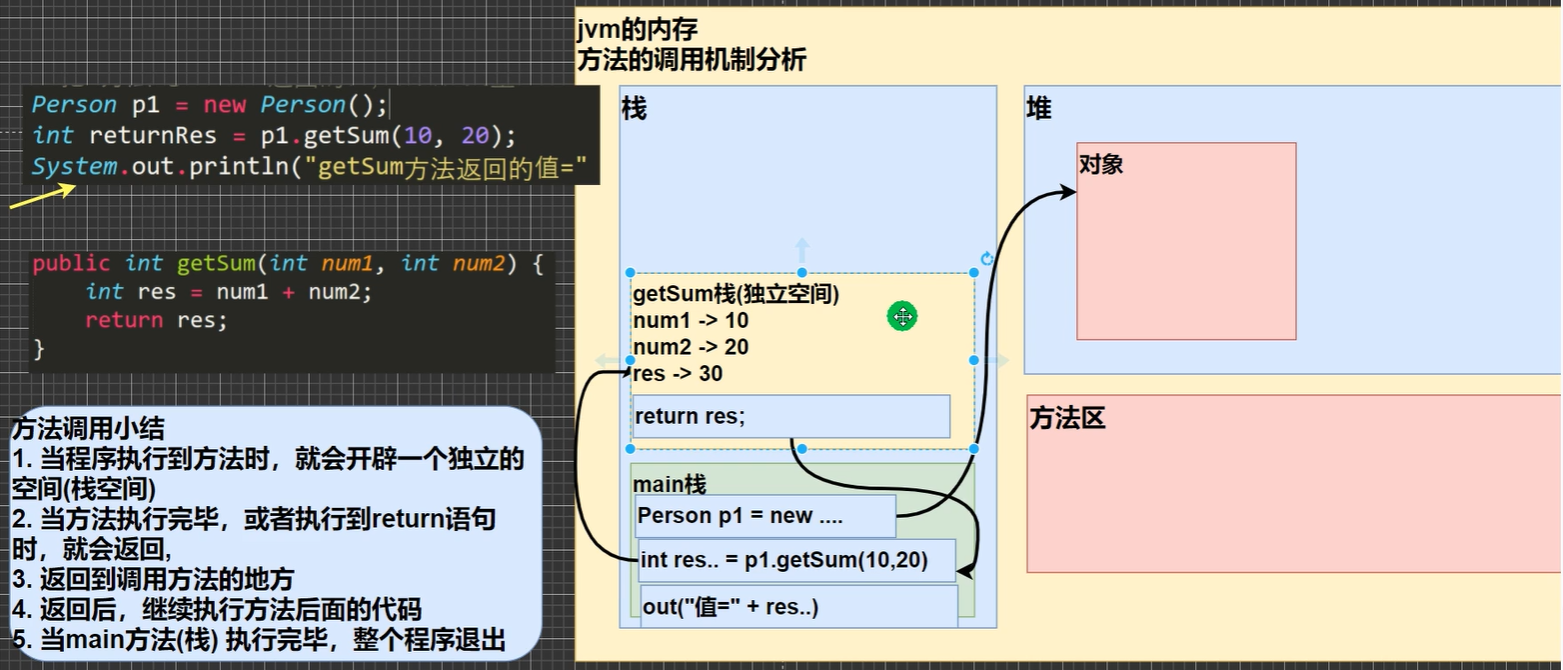 Person p1 = new Person();
int returnRes = p1.getSum(10, 20);
System.out.println("getSum方法返回的值="
public int getSum(int num1, int num2) {
int res = num1 + num2;
return res;
}
方法调用小结
1. 当程序执行到方法时，就会开辟一个独立的
空间(栈空间)
2. 当方法执行完毕，或者执行到return语句
时，就会返回,
3. 返回到调用方法的地方
4. 返回后，继续执行方法后面的代码
5. 当main方法(栈) 执行完毕，整个程序退出
jvm的内存
方法的调用机制分析
栈
getSum栈(独立空间)
num1 -> 10
num2 -> 20
res -> 30
return res;
main栈
Person p1 = new ....
int res.. = p1.getSum(10,20)
out("值=" + res..)
堆
对象
方法区